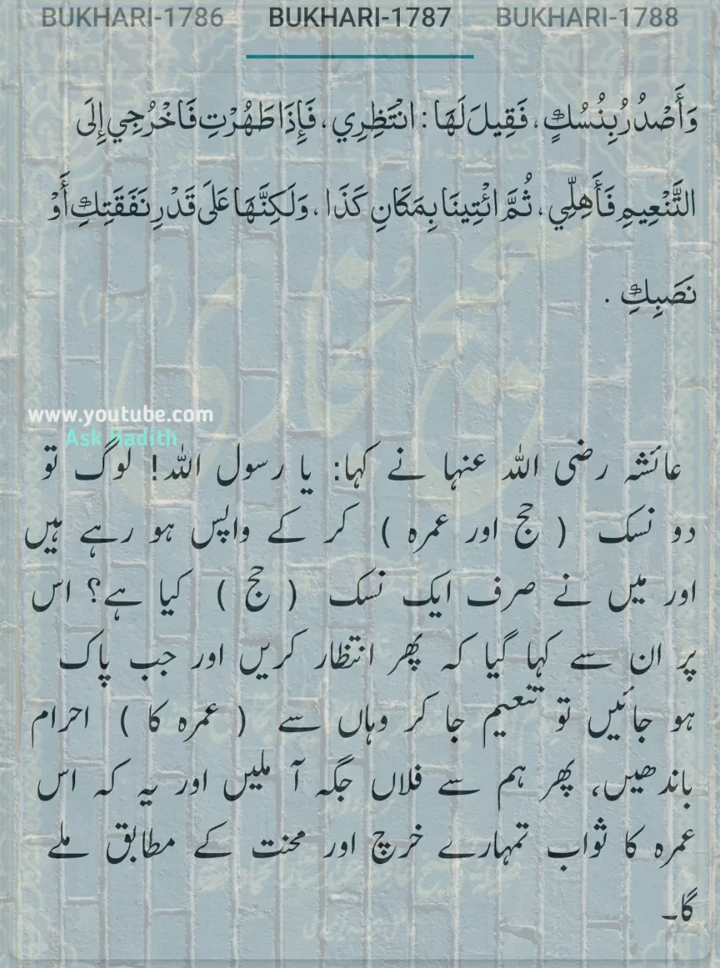 BUKHARI-1786 BUKHARI-1787 BUKHARI-1788
وَأَصْدُرُ بِنُسُكٍ ، فَقِيلَ لَهَا : انْتَظِرِي ، فَإِذَا طَهُرْتِ فَاخْرُجِي إِلَى
التَّنْعِيمِ فَأَهِلِّي ، ثُمَّ ائْتِينَا بِمَكَانِ كَذَا ، وَلَكِنَّهَا عَلَى قَدْرِ نَفَقَتِكِ أَوْ
نَصَبِكِ .
www.youtube.com
Ask Hadith
عائشہ رضی اللہ عنہا نے کہا: یا رسول اللہ! لوگ تو
دو نسک ( حج اور عمرہ ) کر کے واپس ہو رہے ہیں
اور میں نے صرف ایک نسک ( حج ) کیا ہے؟ اس
پر ان سے کہا گیا کہ پھر انتظار کریں اور جب پاک
ہو جائیں تو تنعیم جا کر وہاں سے ( عمرہ کا ) احرام
باندھیں، پھر ہم سے فلاں جگہ آ ملیں اور یہ کہ اس
عمرہ کا ثواب تمہارے خرچ اور محنت کے مطابق ملے
گا۔